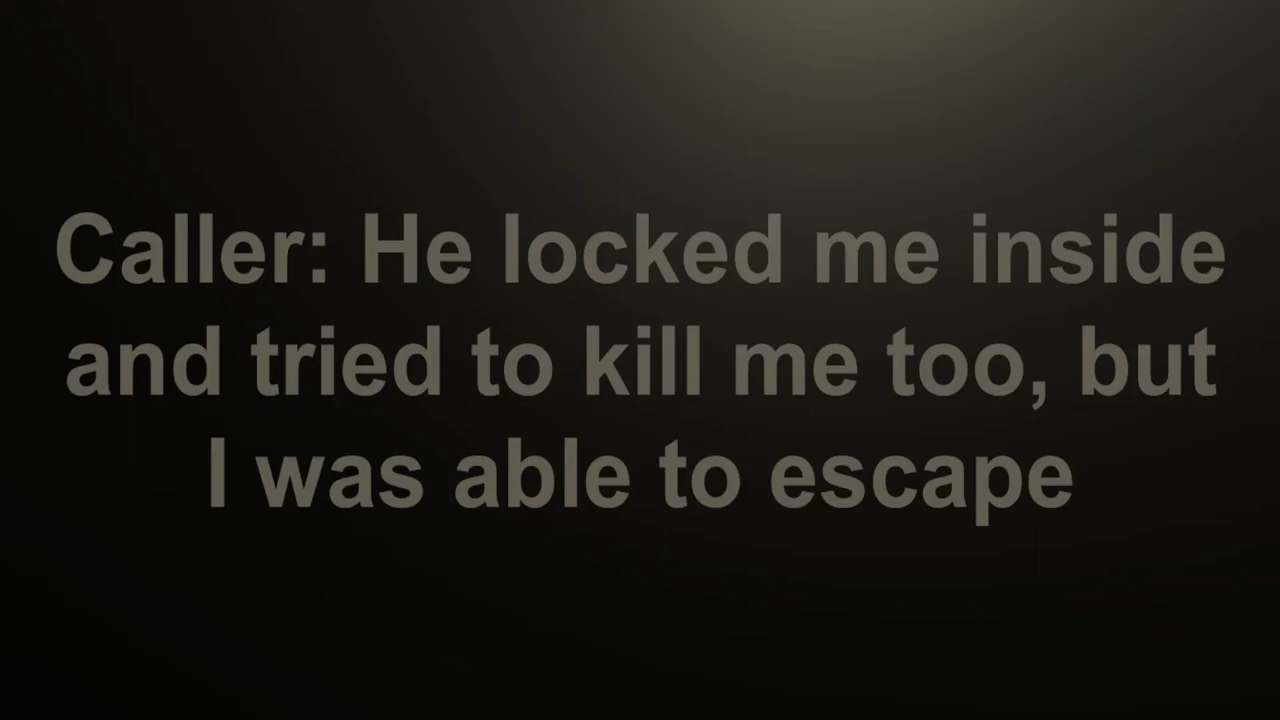 Caller: He locked me inside
and tried to kill me too, but
I was able to escape